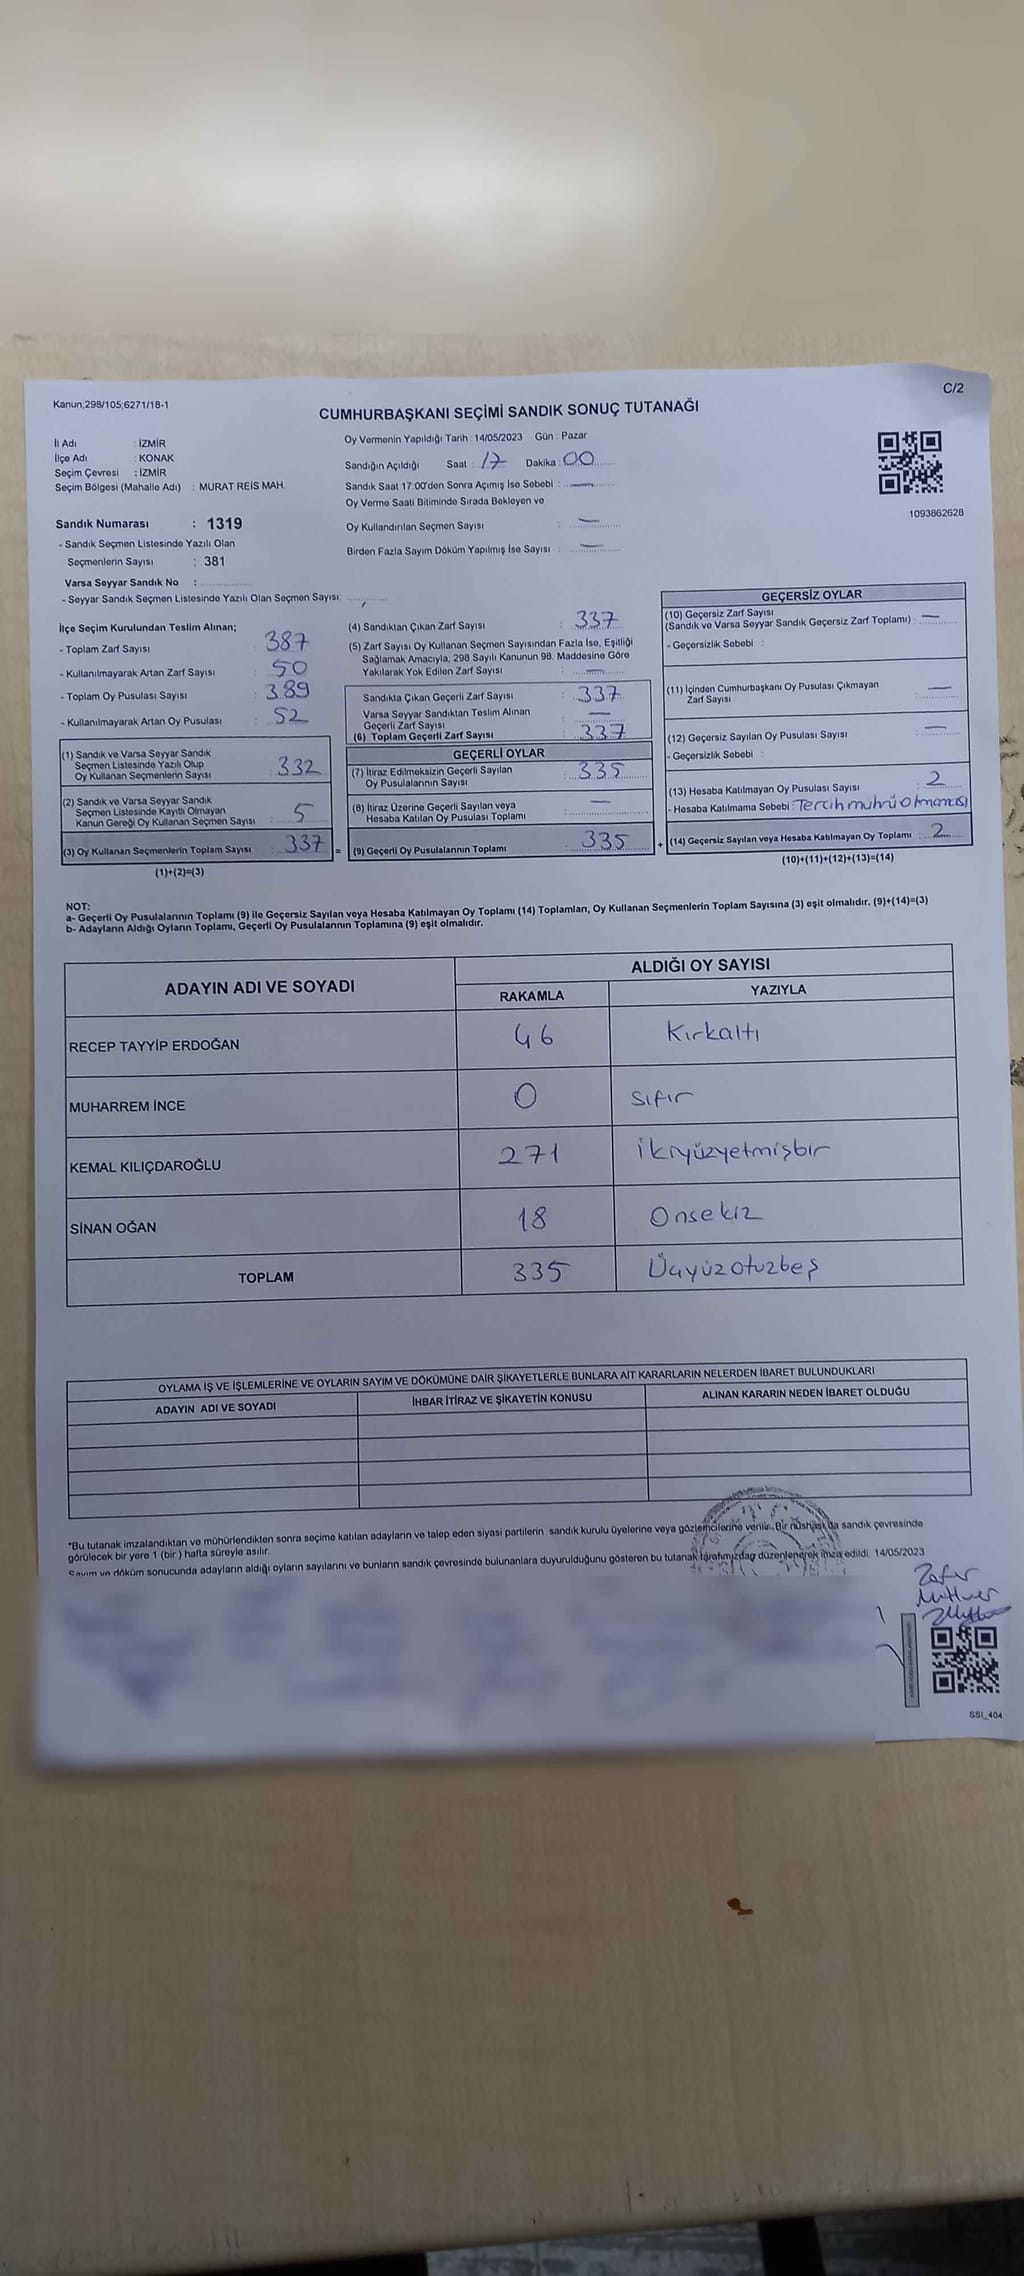 Kanun;298/105;6271/18-1
C/2
CUMHURBAŞKANI SEÇİMİ SANDIK SONUÇ TUTANAĞI
İl Adı : İZMİR
İlçe Adı : KONAK
Seçim Çevresi : İZMİR
Seçim Bölgesi (Mahalle Adı) : MURAT REİS MAH.
Oy Vermenin Yapıldığı Tarih : 14/05/2023 Gün : Pazar
Sandığın Açıldığı Saat : 17 Dakika : 00
Sandık Saat 17:00'den Sonra Açımış İse Sebebi : —
Oy Verme Saati Bitiminde Sırada Bekleyen ve
Oy Kullandırılan Seçmen Sayısı : —
Birden Fazla Sayım Döküm Yapılmış İse Sayısı : —
1093862628
Sandık Numarası : 1319
- Sandık Seçmen Listesinde Yazılı Olan
Seçmenlerin Sayısı : 381
Varsa Seyyar Sandık No :
- Seyyar Sandık Seçmen Listesinde Yazılı Olan Seçmen Sayısı:
İlçe Seçim Kurulundan Teslim Alınan;
- Toplam Zarf Sayısı : 387
- Kullanılmayarak Artan Zarf Sayısı : 50
- Toplam Oy Pusulası Sayısı : 389
- Kullanılmayarak Artan Oy Pusulası : 52
(1) Sandık ve Varsa Seyyar Sandık
Seçmen Listesinde Yazılı Olup
Oy Kullanan Seçmenlerin Sayısı : 332
(2) Sandık ve Varsa Seyyar Sandık
Seçmen Listesinde Kayıtlı Olmayan
Kanun Gereği Oy Kullanan Seçmen Sayısı : 5
(3) Oy Kullanan Seçmenlerin Toplam Sayısı : 337 =
(1)+(2)=(3)
(4) Sandıktan Çıkan Zarf Sayısı : 337
(5) Zarf Sayısı Oy Kullanan Seçmen Sayısından Fazla İse, Eşitliği
Sağlamak Amacıyla, 298 Sayılı Kanunun 98. Maddesine Göre
Yakılarak Yok Edilen Zarf Sayısı : —
Sandıkta Çıkan Geçerli Zarf Sayısı : 337
Varsa Seyyar Sandıktan Teslim Alınan
Geçerli Zarf Sayısı : —
(6) Toplam Geçerli Zarf Sayısı : 337
GEÇERLİ OYLAR
(7) İtiraz Edilmeksizin Geçerli Sayılan
Oy Pusulalarının Sayısı : 335
(8) İtiraz Üzerine Geçerli Sayılan veya
Hesaba Katılan Oy Pusulası Toplamı : —
(9) Geçerli Oy Pusulalarının Toplamı : 335 +
GEÇERSİZ OYLAR
(10) Geçersiz Zarf Sayısı
(Sandık ve Varsa Seyyar Sandık Geçersiz Zarf Toplamı) : —
- Geçersizlik Sebebi :
(11) İçinden Cumhurbaşkanı Oy Pusulası Çıkmayan
Zarf Sayısı : —
(12) Geçersiz Sayılan Oy Pusulası Sayısı : —
- Geçersizlik Sebebi :
(13) Hesaba Katılmayan Oy Pusulası Sayısı : 2
- Hesaba Katılmama Sebebi : Tercih mührü olmaması
(14) Geçersiz Sayılan veya Hesaba Katılmayan Oy Toplamı : 2
(10)+(11)+(12)+(13)=(14)
NOT:
a- Geçerli Oy Pusulalarının Toplamı (9) ile Geçersiz Sayılan veya Hesaba Katılmayan Oy Toplamı (14) Toplamları, Oy Kullanan Seçmenlerin Toplam Sayısına (3) eşit olmalıdır. (9)+(14)=(3)
b- Adayların Aldığı Oyların Toplamı, Geçerli Oy Pusulalarının Toplamına (9) eşit olmalıdır.
ADAYIN ADI VE SOYADI ALDIĞI OY SAYISI
RAKAMLA YAZIYLA
RECEP TAYYİP ERDOĞAN 46 Kırkaltı
MUHARREM İNCE 0 sıfır
KEMAL KILIÇDAROĞLU 271 ikiyüzyetmişbir
SİNAN OĞAN 18 Onsekiz
TOPLAM 335 Üçyüzotuzbeş
OYLAMA İŞ VE İŞLEMLERİNE VE OYLARIN SAYIM VE DÖKÜMÜNE DAİR ŞİKAYETLERLE BUNLARA AİT KARARLARIN NELERDEN İBARET BULUNDUKLARI
ADAYIN ADI VE SOYADI İHBAR İTİRAZ VE ŞİKAYETİN KONUSU ALINAN KARARIN NEDEN İBARET OLDUĞU
*Bu tutanak imzalandıktan ve mühürlendikten sonra seçime katılan adayların ve talep eden siyasi partilerin sandık kurulu üyelerine veya gözlemcilerine verilir. Bir nüshası da sandık çevresinde
görülecek bir yere 1 (bir) hafta süreyle asılır.
Sayım ve döküm sonucunda adayların aldığı oyların sayılarını ve bunların sandık çevresinde bulunanlara duyurulduğunu gösteren bu tutanak tarafımızdan düzenlenerek imza edildi. 14/05/2023
Zafer
SSI_404